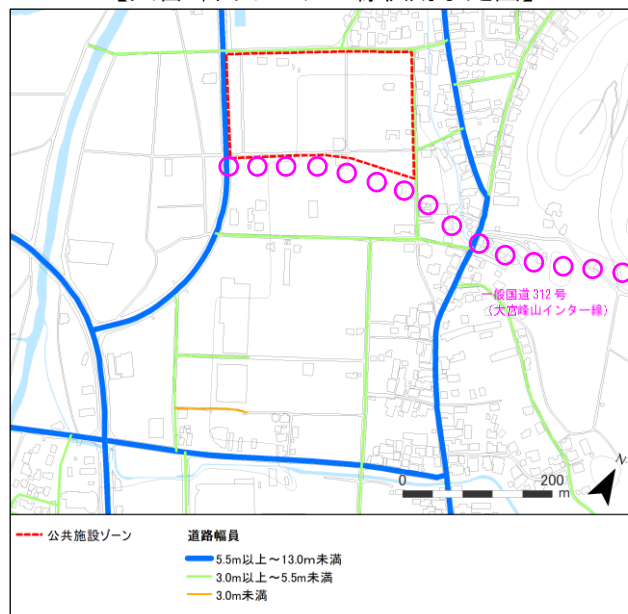 一般国道312号
（大宮峰山インター線）
N
0 200
m
公共施設ゾーン
道路幅員
5.5m以上～13.0m未満
3.0m以上～5.5m未満
3.0m未満